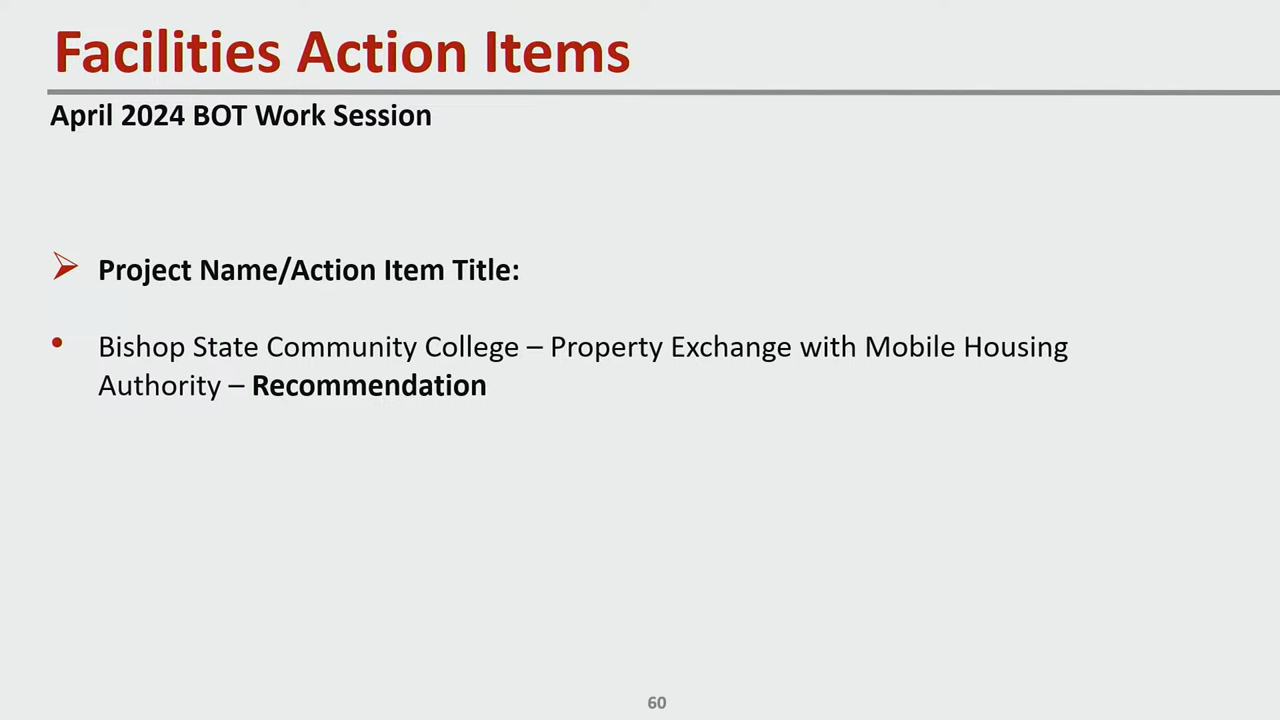 Facilities Action Items
April 2024 BOT Work Session
Project Name/Action Item Title:
Bishop State Community College – Property Exchange with Mobile Housing
Authority – Recommendation
60